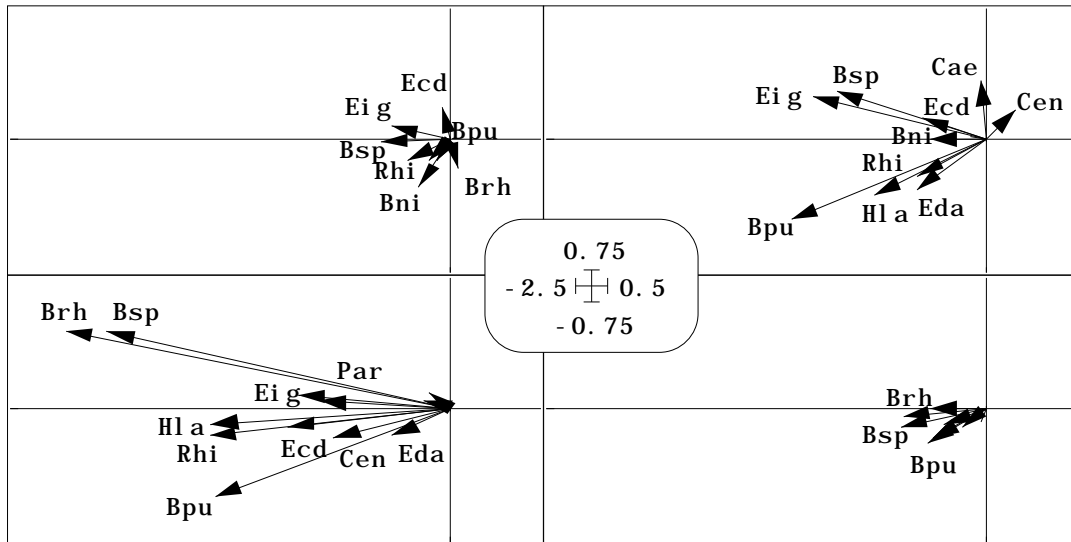 Ecd
Eig
Bpu
Bsp
Rhi
Bni
Brh
Cae
Bsp
Eig
Cen
Ecd
Bni
Rhi
Hla
Eda
Bpu
0.75
-2.5 0.5
-0.75
Brh Bsp
Par
Eig
Hla
Rhi
Ecd
Cen
Eda
Bpu
Brh
Bsp
Bpu